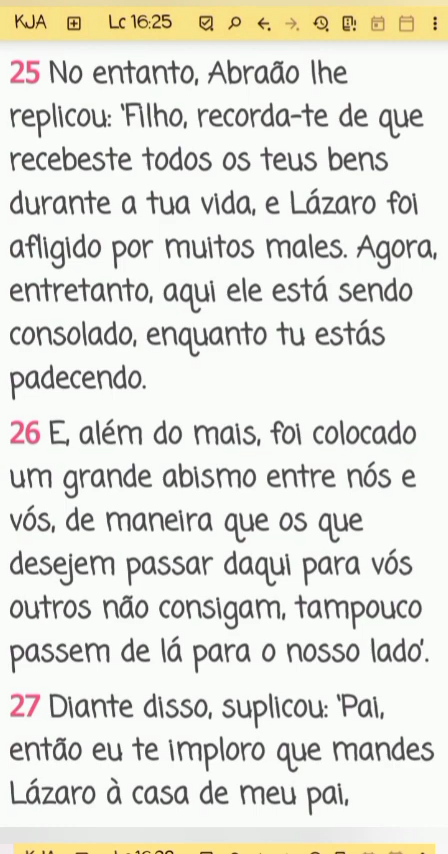 KJA Lc 16:25
25 No entanto, Abraão lhe
replicou: 'Filho, recorda-te de que
recebeste todos os teus bens
durante a tua vida, e Lázaro foi
afligido por muitos males. Agora,
entretanto, aqui ele está sendo
consolado, enquanto tu estás
padecendo.
26 E, além do mais, foi colocado
um grande abismo entre nós e
vós, de maneira que os que
desejem passar daqui para vós
outros não consigam, tampouco
passem de lá para o nosso lado'.
27 Diante disso, suplicou: 'Pai,
então eu te imploro que mandes
Lázaro à casa de meu pai,